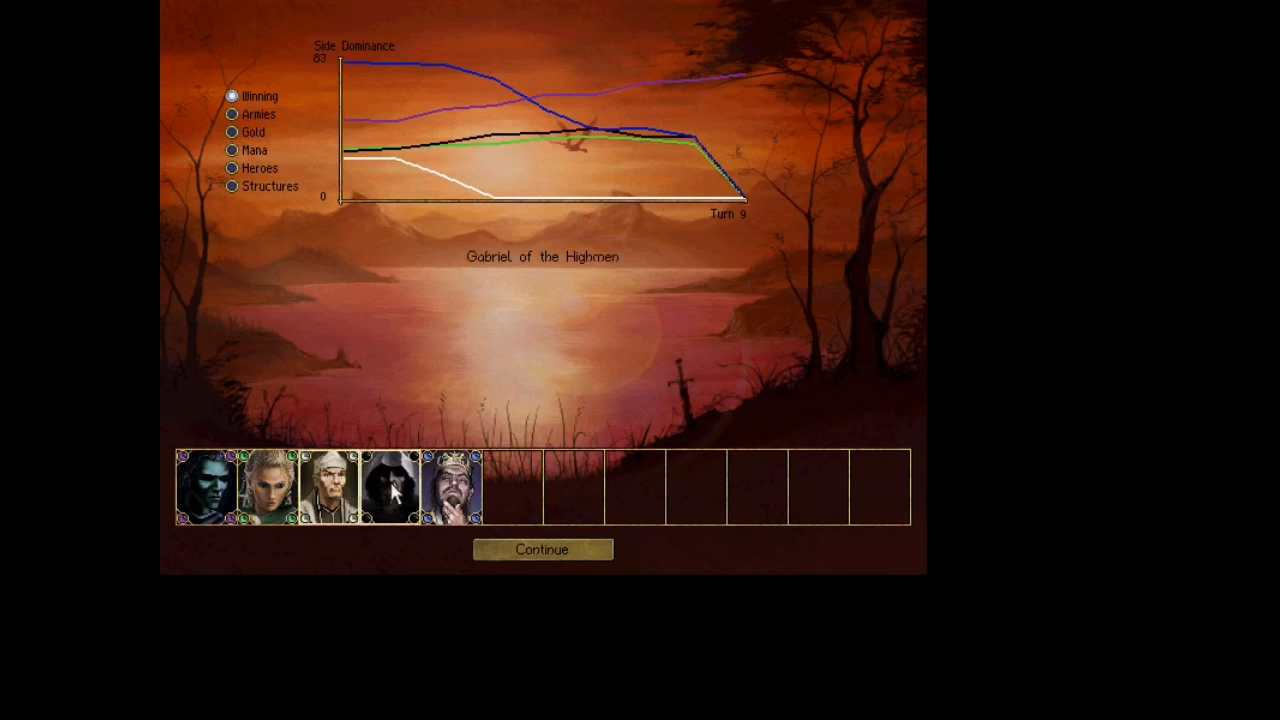 Side Dominance
83
Winning
Armies
Gold
Mana
Heroes
Structures
0
Turn 9
Gabriel of the Highmen
Continue